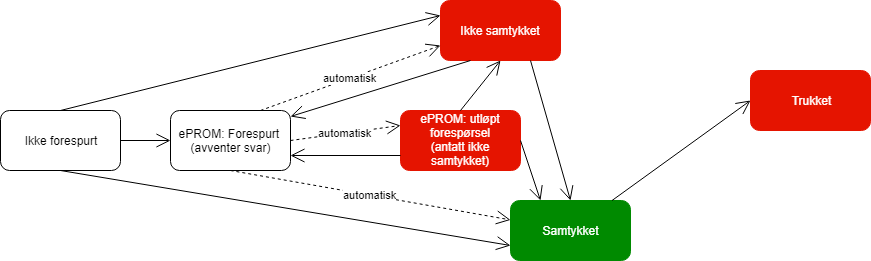 Ikke samtykket
automatisk
Trukket
Ikke forespurt
ePROM: Forespurt
(avventer svar)
automatisk
ePROM: utløpt
forespørsel
(antatt ikke
samtykket)
automatisk
Samtykket